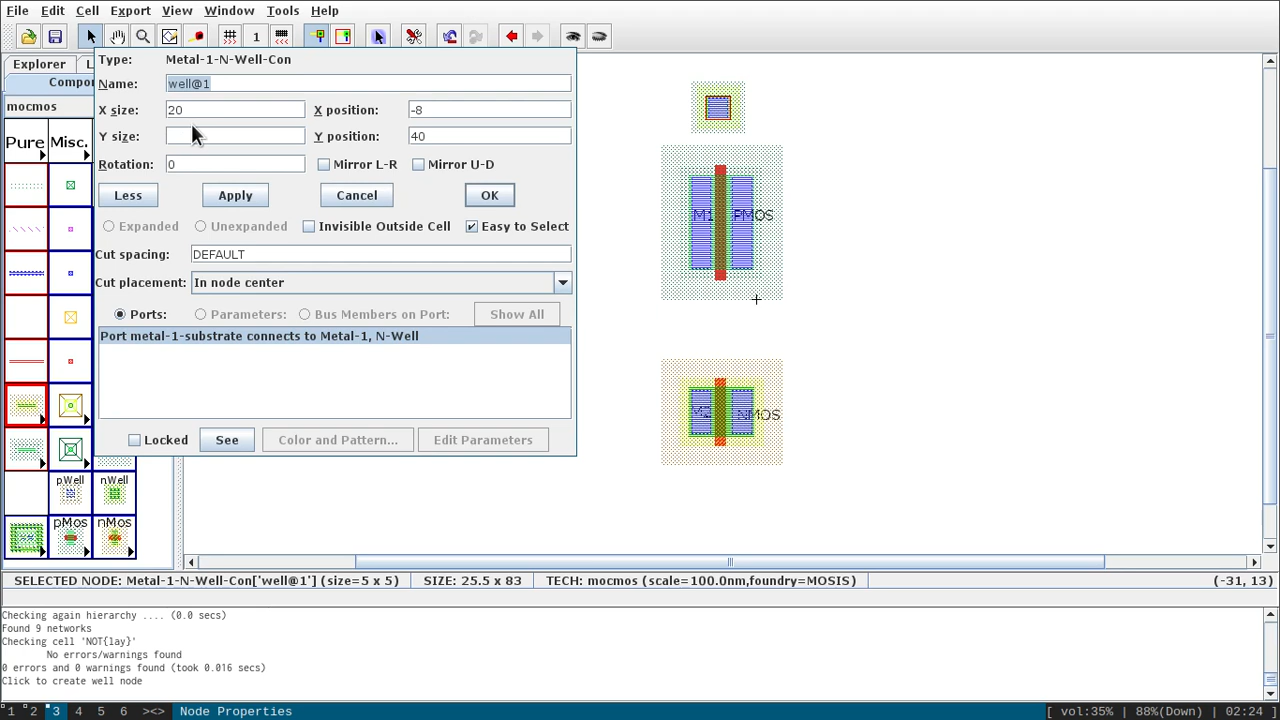 File Edit Cell Export View Window Tools Help
1
Explorer L
Compo
mocmos
Pure Misc.
pWell nWell
pMos nMos
Type: Metal-1-N-Well-Con
Name: well@1
X size: 20 X position: -8
Y size: Y position: 40
Rotation: 0 Mirror L-R Mirror U-D
Less Apply Cancel OK
Expanded Unexpanded Invisible Outside Cell Easy to Select
Cut spacing: DEFAULT
Cut placement: In node center
Ports: Parameters: Bus Members on Port: Show All
Port metal-1-substrate connects to Metal-1, N-Well
Locked See Color and Pattern... Edit Parameters
M1 PMOS
M2 NMOS
SELECTED NODE: Metal-1-N-Well-Con['well@1'] (size=5 x 5) SIZE: 25.5 x 83 TECH: mocmos (scale=100.0nm,foundry=MOSIS) (-31, 13)
Checking again hierarchy .... (0.0 secs)
Found 9 networks
Checking cell 'NOT{lay}'
No errors/warnings found
0 errors and 0 warnings found (took 0.016 secs)
Click to create well node
1 2 3 4 5 6 ><> Node Properties [ vol:35% | 88%(Down) | 02:24 ]